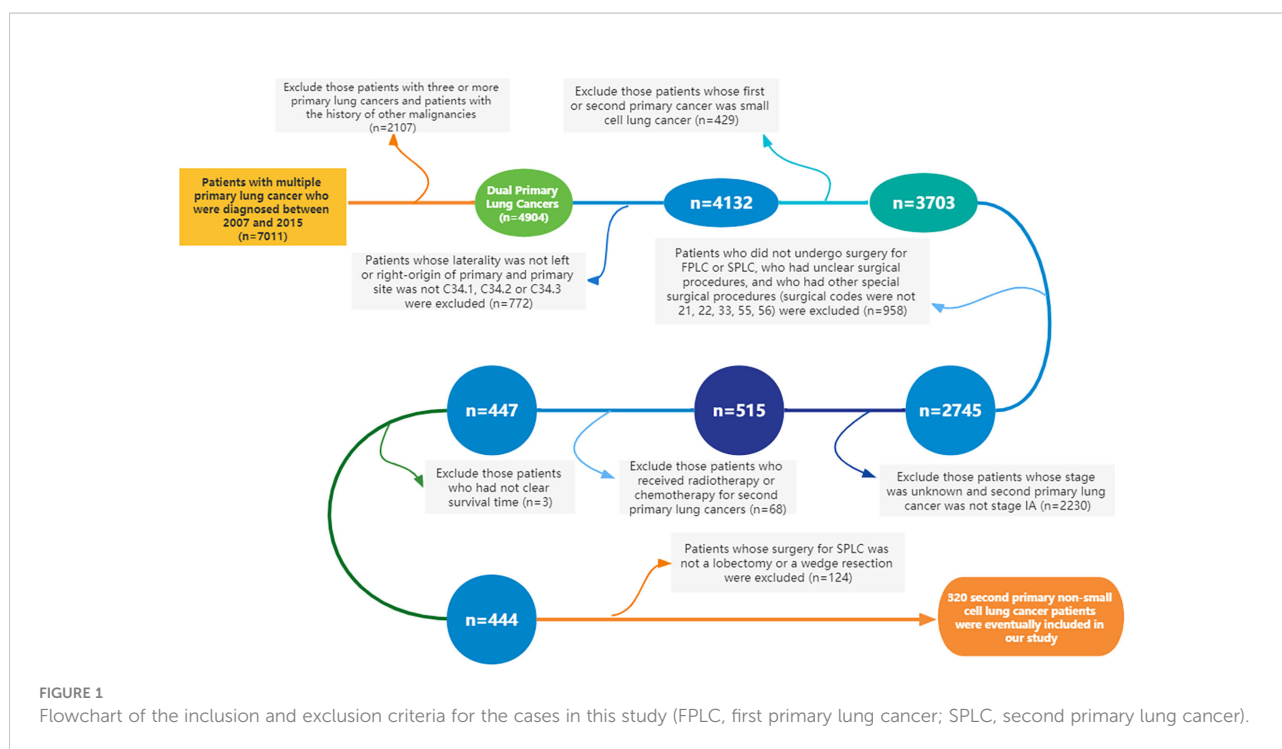 Exclude those patients with three or more
primary lung cancers and patients with
the history of other malignancies
(n=2107)
Exclude those patients whose first
or second primary cancer was small
cell lung cancer (n=429)
Patients with multiple
primary lung cancer who
were diagnosed between
2007 and 2015
(n=7011)
Dual Primary
Lung Cancers
(n=4904)
n=4132
n=3703
Patients whose laterality was not left
or right-origin of primary and primary
site was not C34.1, C34.2 or C34.3
were excluded (n=772)
Patients who did not undergo surgery for
FPLC or SPLC, who had unclear surgical
procedures, and who had other special
surgical procedures (surgical codes were not
21, 22, 33, 55, 56) were excluded (n=958)
n=447
n=515
n=2745
Exclude those patients
who had not clear
survival time (n=3)
Exclude those patients who
received radiotherapy or
chemotherapy for second
primary lung cancers (n=68)
Exclude those patients whose stage
was unknown and second primary lung
cancer was not stage IA (n=2230)
Patients whose surgery for SPLC was
not a lobectomy or a wedge resection
were excluded (n=124)
n=444
320 second primary non-small
cell lung cancer patients
were eventually included in
our study
FIGURE 1
Flowchart of the inclusion and exclusion criteria for the cases in this study (FPLC, first primary lung cancer; SPLC, second primary lung cancer).